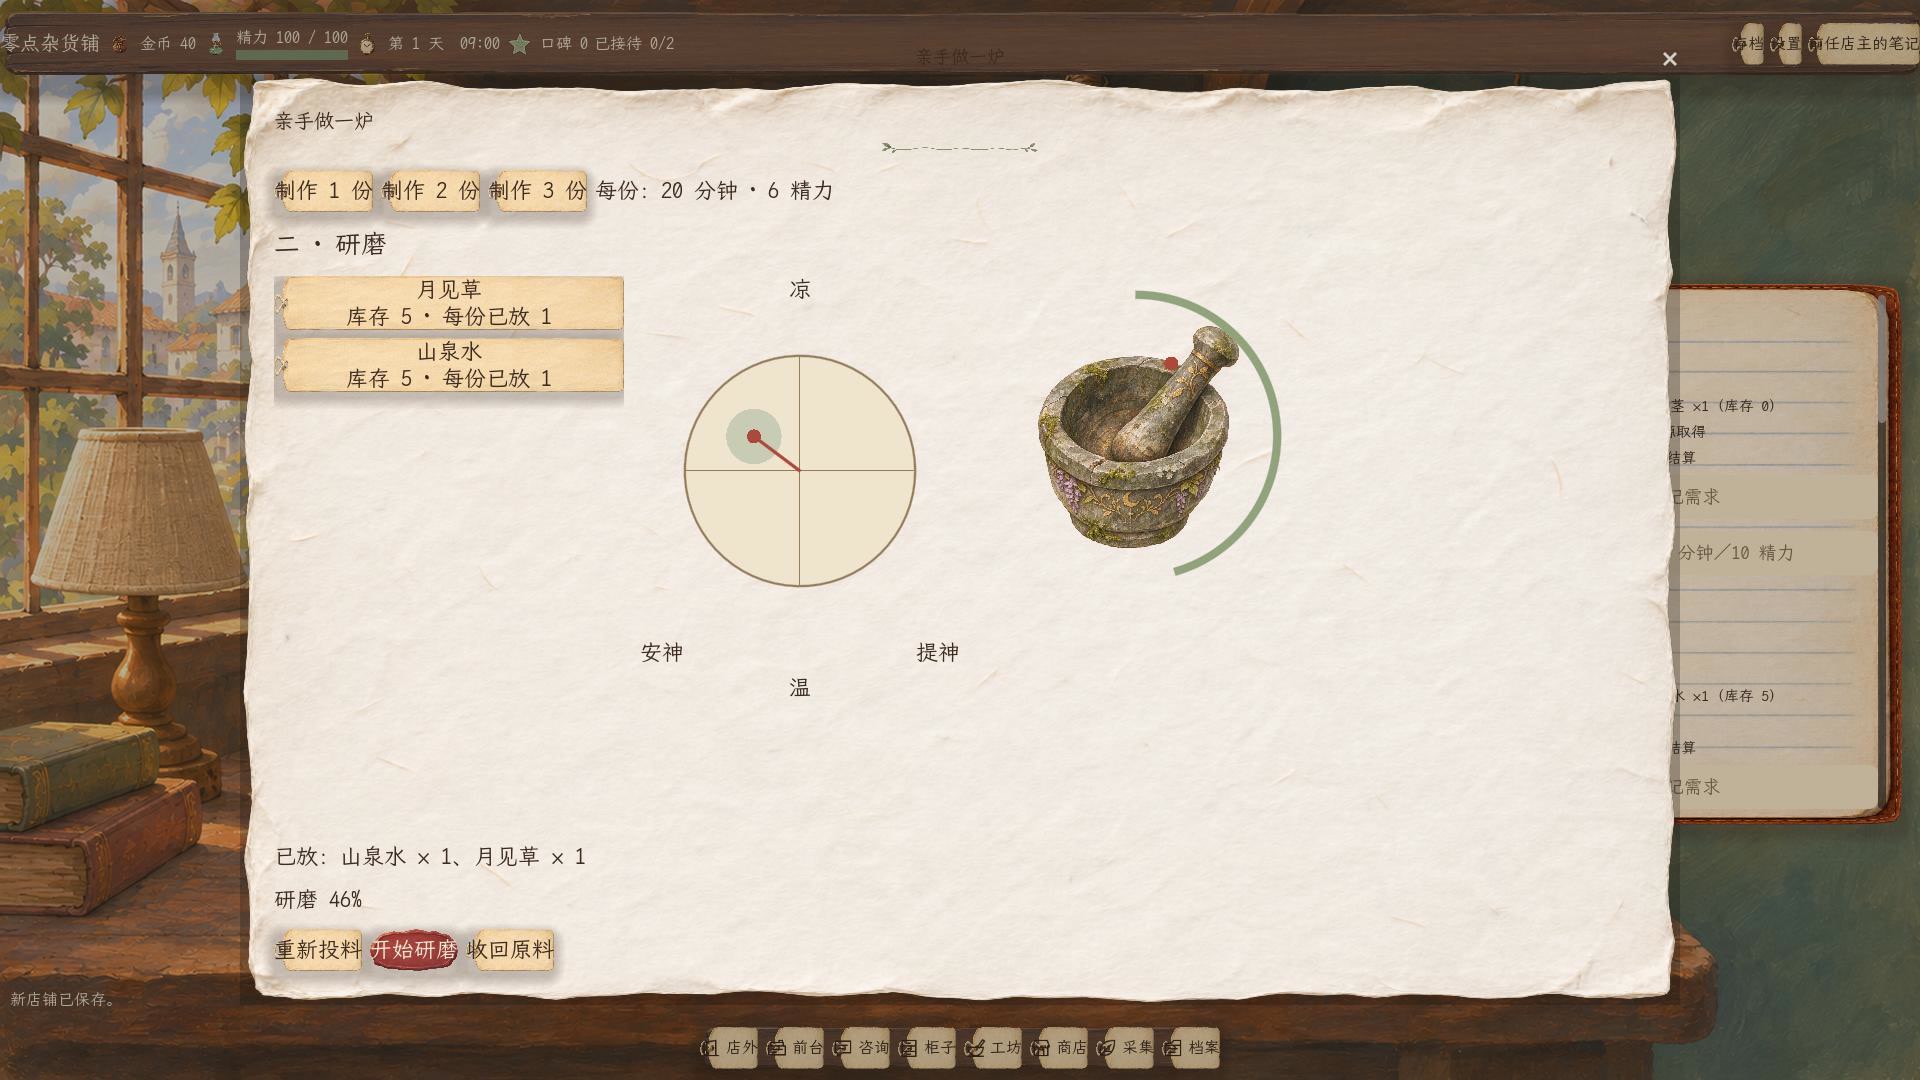 零点杂货铺 金币 40 精力 100 / 100 第 1 天 09:00 口碑 0 已接待 0/2
亲手做一炉
存档 设置 前任店主的笔记
×
亲手做一炉
制作 1 份 制作 2 份 制作 3 份 每份: 20 分钟 · 6 精力
二 · 研磨
月见草
库存 5 · 每份已放 1
山泉水
库存 5 · 每份已放 1
凉
安神
提神
温
茎 ×1 (库存 0)
取得
结算
记需求
分钟／10 精力
水 ×1 (库存 5)
结算
记需求
已放: 山泉水 × 1、月见草 × 1
研磨 46%
重新投料 开始研磨 收回原料
新店铺已保存。
店外 前台 咨询 柜子 工坊 商店 采集 档案